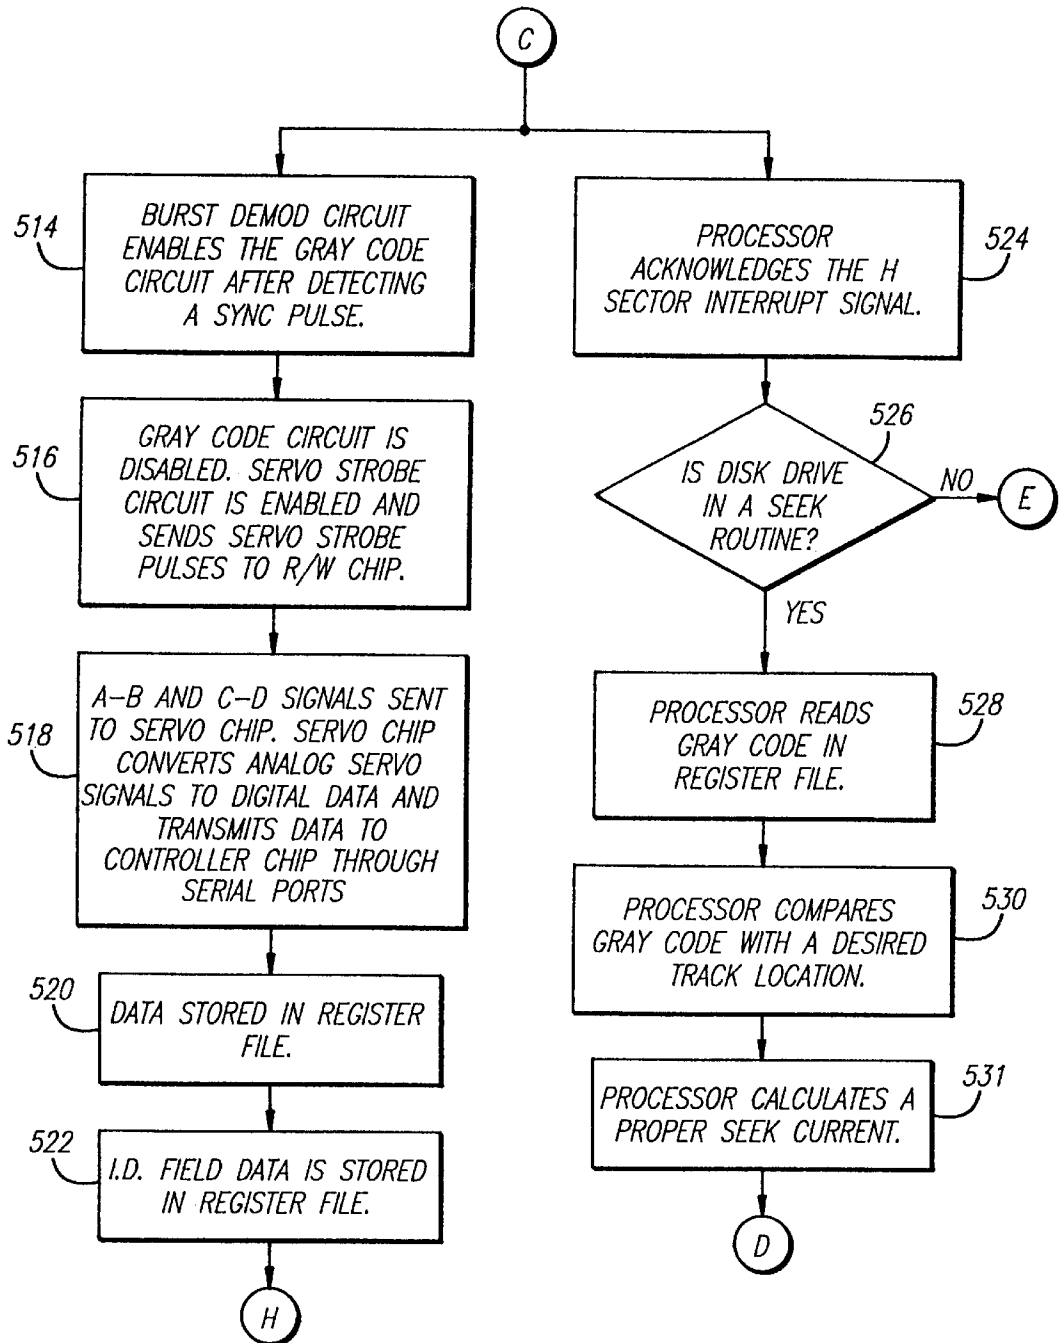 C
514
BURST DEMOD CIRCUIT
ENABLES THE GRAY CODE
CIRCUIT AFTER DETECTING
A SYNC PULSE.
516
GRAY CODE CIRCUIT IS
DISABLED. SERVO STROBE
CIRCUIT IS ENABLED AND
SENDS SERVO STROBE
PULSES TO R/W CHIP.
518
A-B AND C-D SIGNALS SENT
TO SERVO CHIP. SERVO CHIP
CONVERTS ANALOG SERVO
SIGNALS TO DIGITAL DATA AND
TRANSMITS DATA TO
CONTROLLER CHIP THROUGH
SERIAL PORTS
520
DATA STORED IN REGISTER
FILE.
522
I.D. FIELD DATA IS STORED
IN REGISTER FILE.
H
524
PROCESSOR
ACKNOWLEDGES THE H
SECTOR INTERRUPT SIGNAL.
526
IS DISK DRIVE
IN A SEEK
ROUTINE?
NO
E
YES
528
PROCESSOR READS
GRAY CODE IN
REGISTER FILE.
530
PROCESSOR COMPARES
GRAY CODE WITH A DESIRED
TRACK LOCATION.
531
PROCESSOR CALCULATES A
PROPER SEEK CURRENT.
D